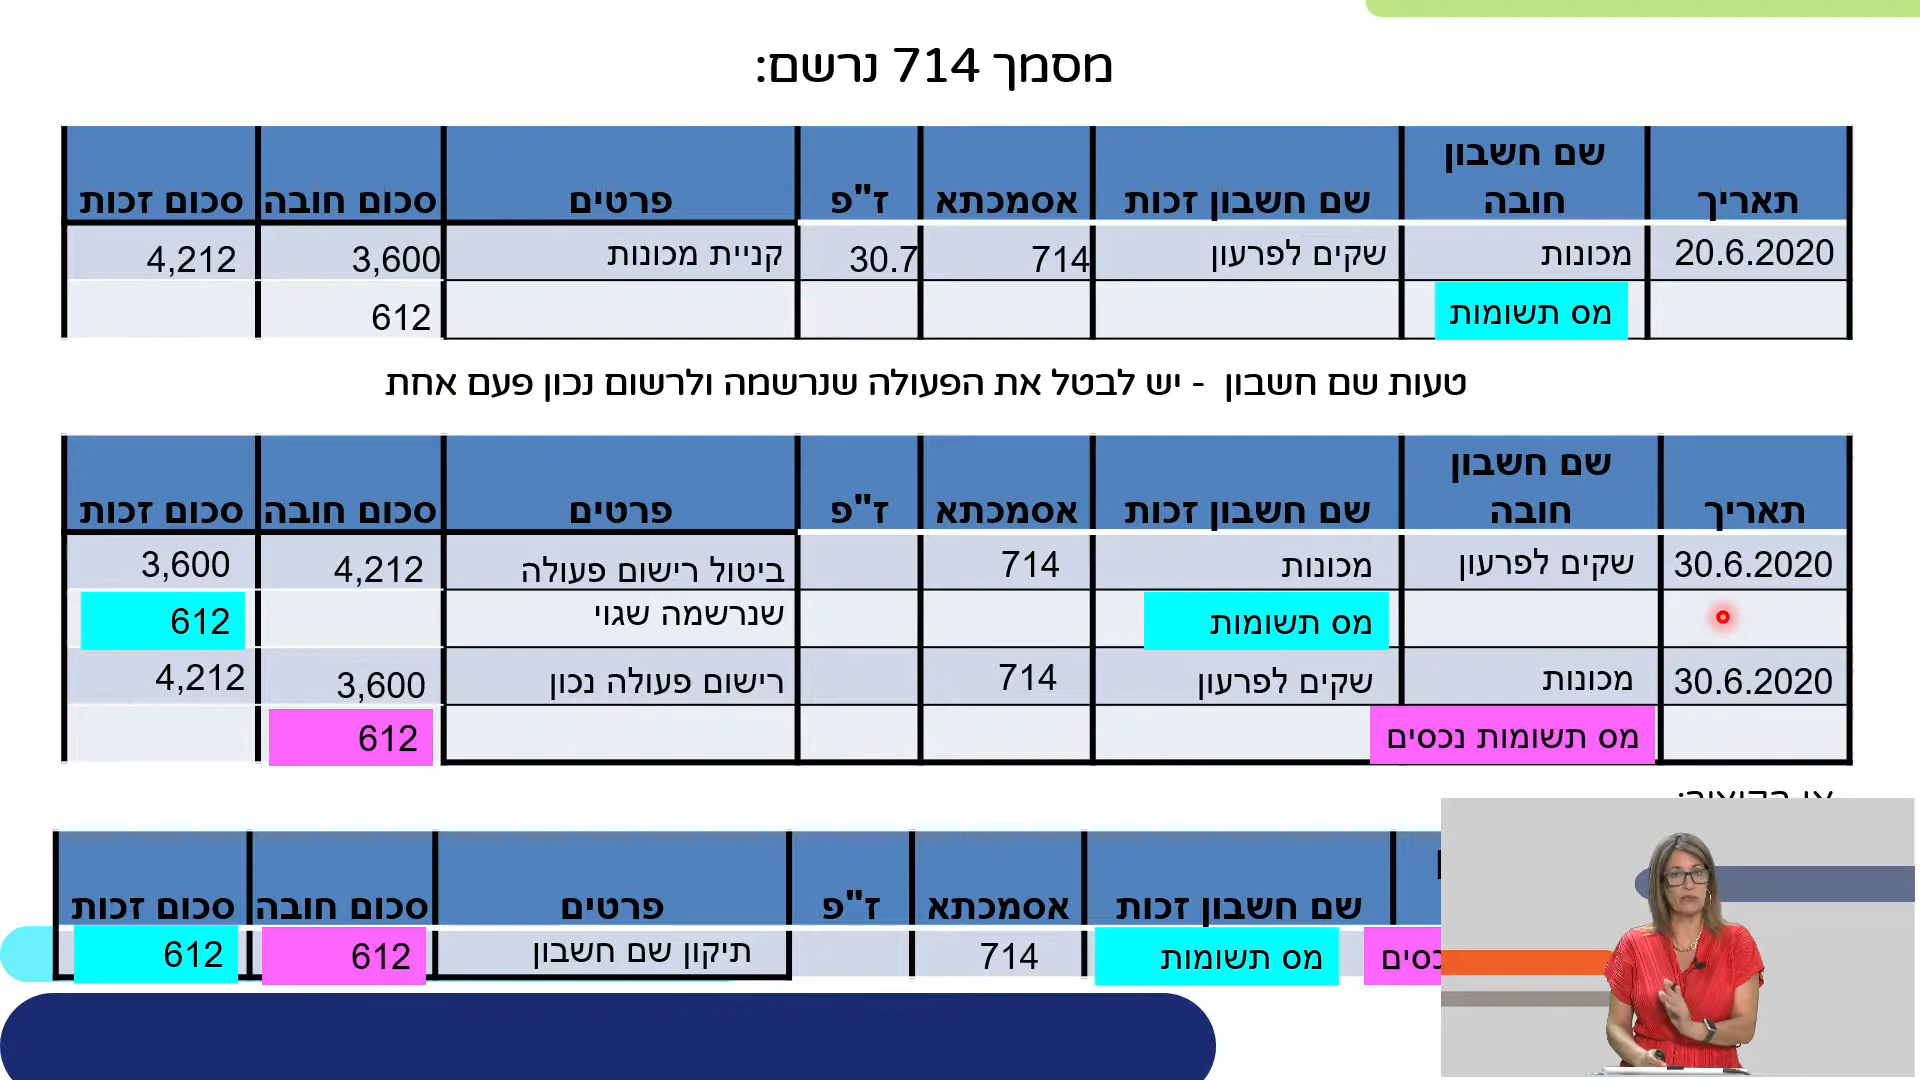 מסמך 714 נרשם:
תאריך שם חשבון חובה שם חשבון זכות אסמכתא ז"פ פרטים סכום חובה סכום זכות
20.6.2020 מכונות שקים לפרעון 714 30.7 קניית מכונות 3,600 4,212
מס תשומות 612
טעות שם חשבון - יש לבטל את הפעולה שנרשמה ולרשום נכון פעם אחת
תאריך שם חשבון חובה שם חשבון זכות אסמכתא ז"פ פרטים סכום חובה סכום זכות
30.6.2020 שקים לפרעון מכונות 714 ביטול רישום פעולה 4,212 3,600
מס תשומות שנרשמה שגוי 612
30.6.2020 מכונות שקים לפרעון 714 רישום פעולה נכון 3,600 4,212
מס תשומות נכסים 612
שם חשבון זכות אסמכתא ז"פ פרטים סכום חובה סכום זכות
מס תשומות 714 תיקון שם חשבון 612 612